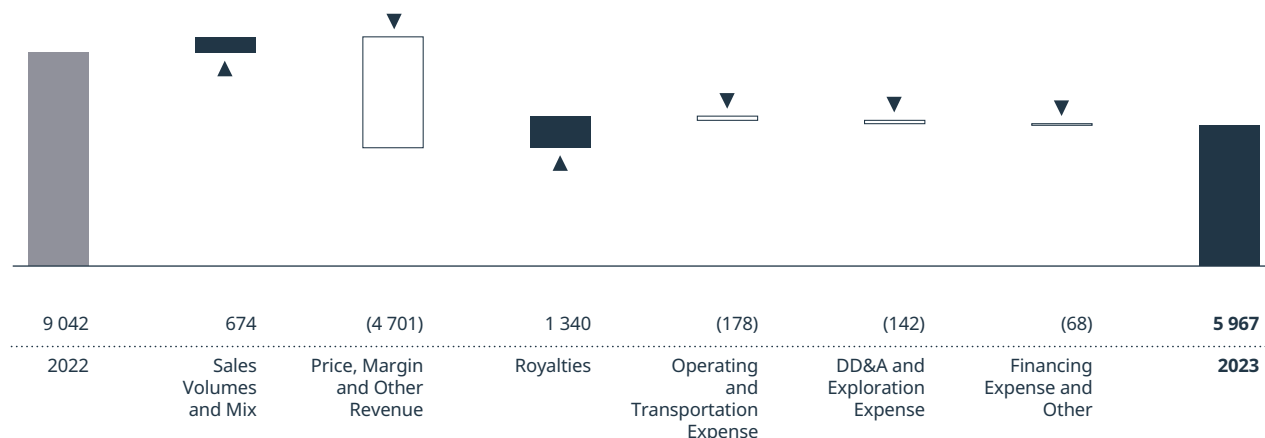 9 042 674 (4 701) 1 340 (178) (142) (68) 5 967
2022 Sales Price, Margin Royalties Operating DD&A and Financing 2023
Volumes and Other and Exploration Expense and
and Mix Revenue Transportation Expense Other
Expense